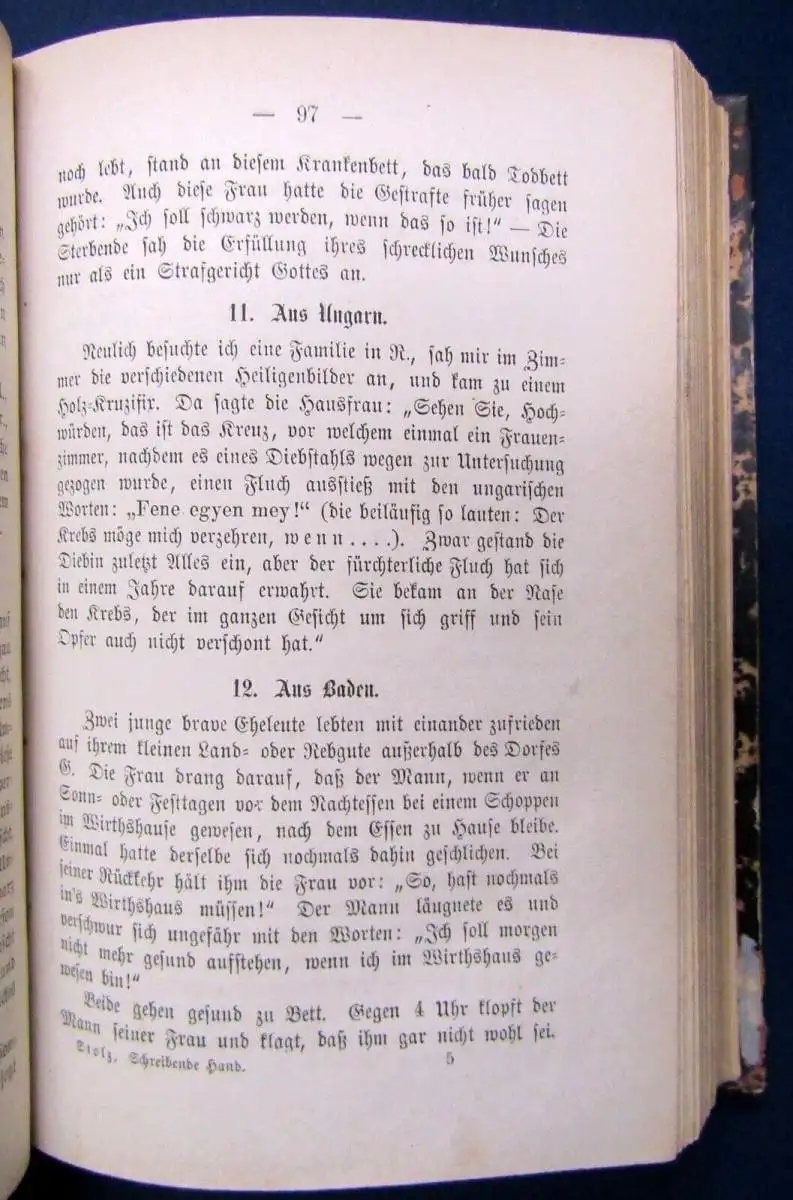 — 97 —
noch lebt, stand an diesem Krankenbett, das bald Todbett
wurde. Auch diese Frau hatte die Gestrafte früher sagen
gehört: „Ich soll schwarz werden, wenn das so ist!“ — Die
Sterbende sah die Erfüllung ihres schrecklichen Wunsches
nur als ein Strafgericht Gottes an.
11. Aus Ungarn.
Neulich besuchte ich eine Familie in R., sah mir im Zim-
mer die verschiedenen Heiligenbilder an, und kam zu einem
Holz-Kruzifix. Da sagte die Hausfrau: „Sehen Sie, Hoch-
würden, das ist das Kreuz, vor welchem einmal ein Frauen-
zimmer, nachdem es eines Diebstahls wegen zur Untersuchung
gezogen wurde, einen Fluch ausstieß mit den ungarischen
Worten: „Fene egyen mey!“ (die beiläufig so lauten: Der
Krebs möge mich verzehren, wenn . . . .). Zwar gestand die
Diebin zuletzt Alles ein, aber der fürchterliche Fluch hat sich
in einem Jahre darauf erwahrt. Sie bekam an der Nase
den Krebs, der im ganzen Gesicht um sich griff und sein
Opfer auch nicht verschont hat.“
12. Aus Baden.
Zwei junge brave Eheleute lebten mit einander zufrieden
auf ihrem kleinen Land- oder Rebgute außerhalb des Dorfes
G. Die Frau drang darauf, daß der Mann, wenn er an
Sonn- oder Festtagen vor dem Nachtessen bei einem Schoppen
im Wirthshause gewesen, nach dem Essen zu Hause bleibe.
Einmal hatte derselbe sich nochmals dahin geschlichen. Bei
seiner Rückkehr hält ihm die Frau vor: „So, hast nochmals
in's Wirthshaus müssen!“ Der Mann läugnete es und
verschwur sich ungefähr mit den Worten: „Ich soll morgen
nicht mehr gesund aufstehen, wenn ich im Wirthshaus ge-
wesen bin!“
Beide gehen gesund zu Bett. Gegen 4 Uhr klopft der
Mann seiner Frau und klagt, daß ihm gar nicht wohl sei.
Stolz, Schreibende Hand. 5